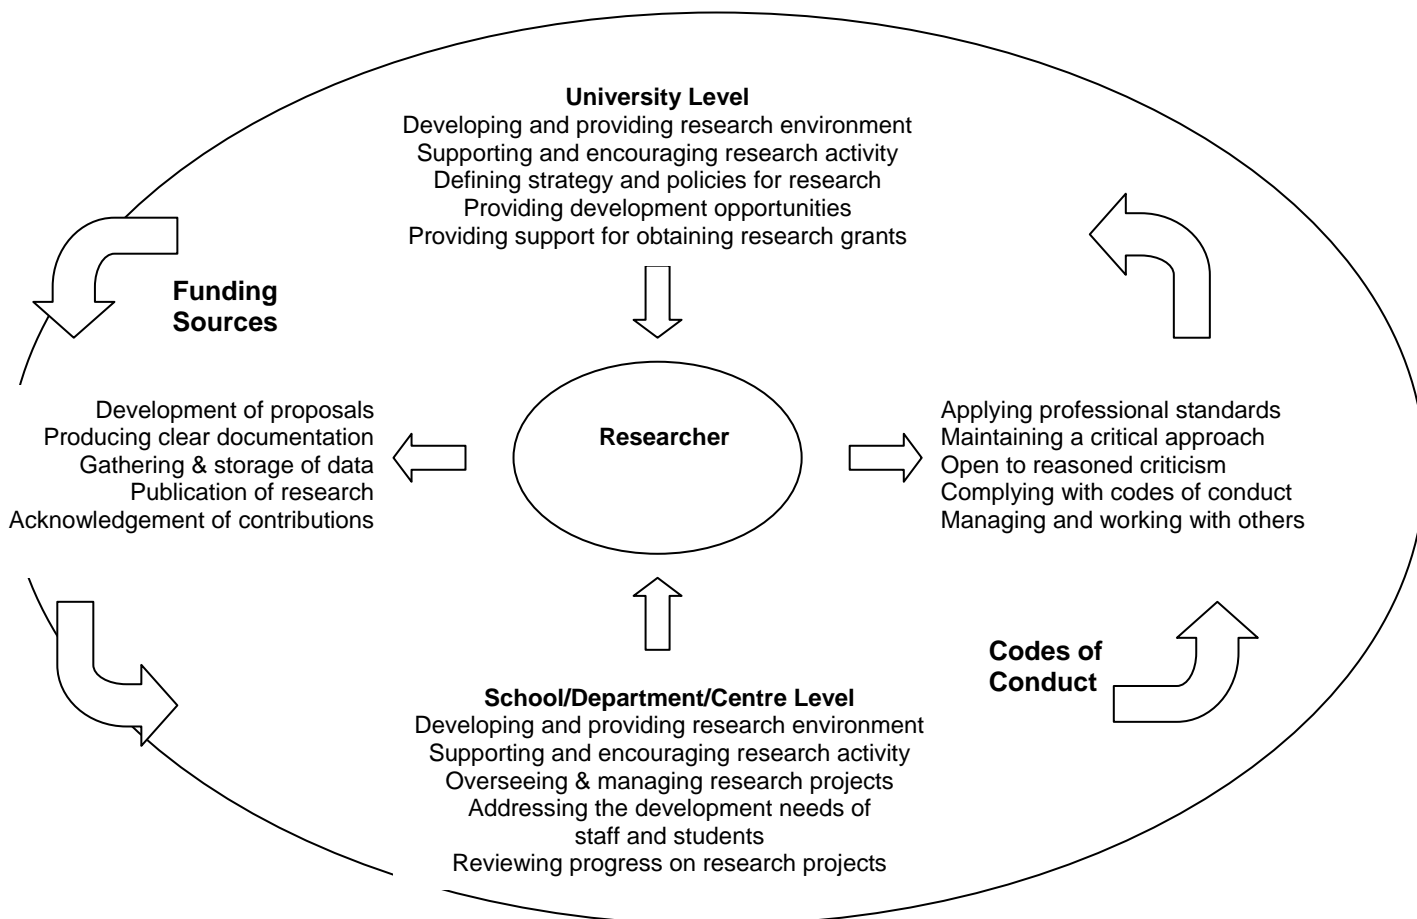 University Level
Developing and providing research environment
Supporting and encouraging research activity
Defining strategy and policies for research
Providing development opportunities
Providing support for obtaining research grants
Funding
Sources
Development of proposals
Producing clear documentation
Gathering & storage of data
Publication of research
Acknowledgement of contributions
Researcher
Applying professional standards
Maintaining a critical approach
Open to reasoned criticism
Complying with codes of conduct
Managing and working with others
Codes of
Conduct
School/Department/Centre Level
Developing and providing research environment
Supporting and encouraging research activity
Overseeing & managing research projects
Addressing the development needs of
staff and students
Reviewing progress on research projects